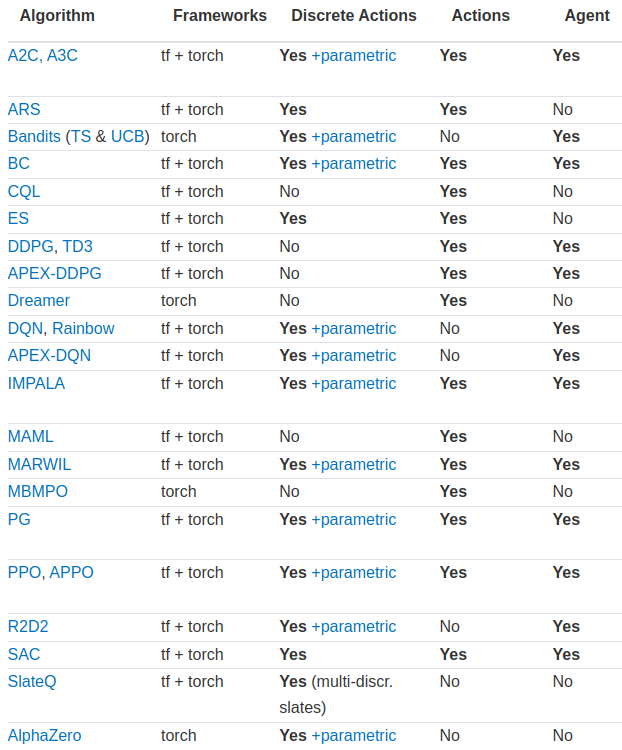 Algorithm Frameworks Discrete Actions Actions Agent
A2C, A3C tf + torch Yes +parametric Yes Yes
ARS tf + torch Yes Yes No
Bandits (TS & UCB) torch Yes +parametric No Yes
BC tf + torch Yes +parametric Yes Yes
CQL tf + torch No Yes No
ES tf + torch Yes Yes No
DDPG, TD3 tf + torch No Yes Yes
APEX-DDPG tf + torch No Yes Yes
Dreamer torch No Yes No
DQN, Rainbow tf + torch Yes +parametric No Yes
APEX-DQN tf + torch Yes +parametric No Yes
IMPALA tf + torch Yes +parametric Yes Yes
MAML tf + torch No Yes No
MARWIL tf + torch Yes +parametric Yes Yes
MBMPO torch No Yes No
PG tf + torch Yes +parametric Yes Yes
PPO, APPO tf + torch Yes +parametric Yes Yes
R2D2 tf + torch Yes +parametric No Yes
SAC tf + torch Yes Yes Yes
SlateQ tf + torch Yes (multi-discr. No No
slates)
AlphaZero torch Yes +parametric No No